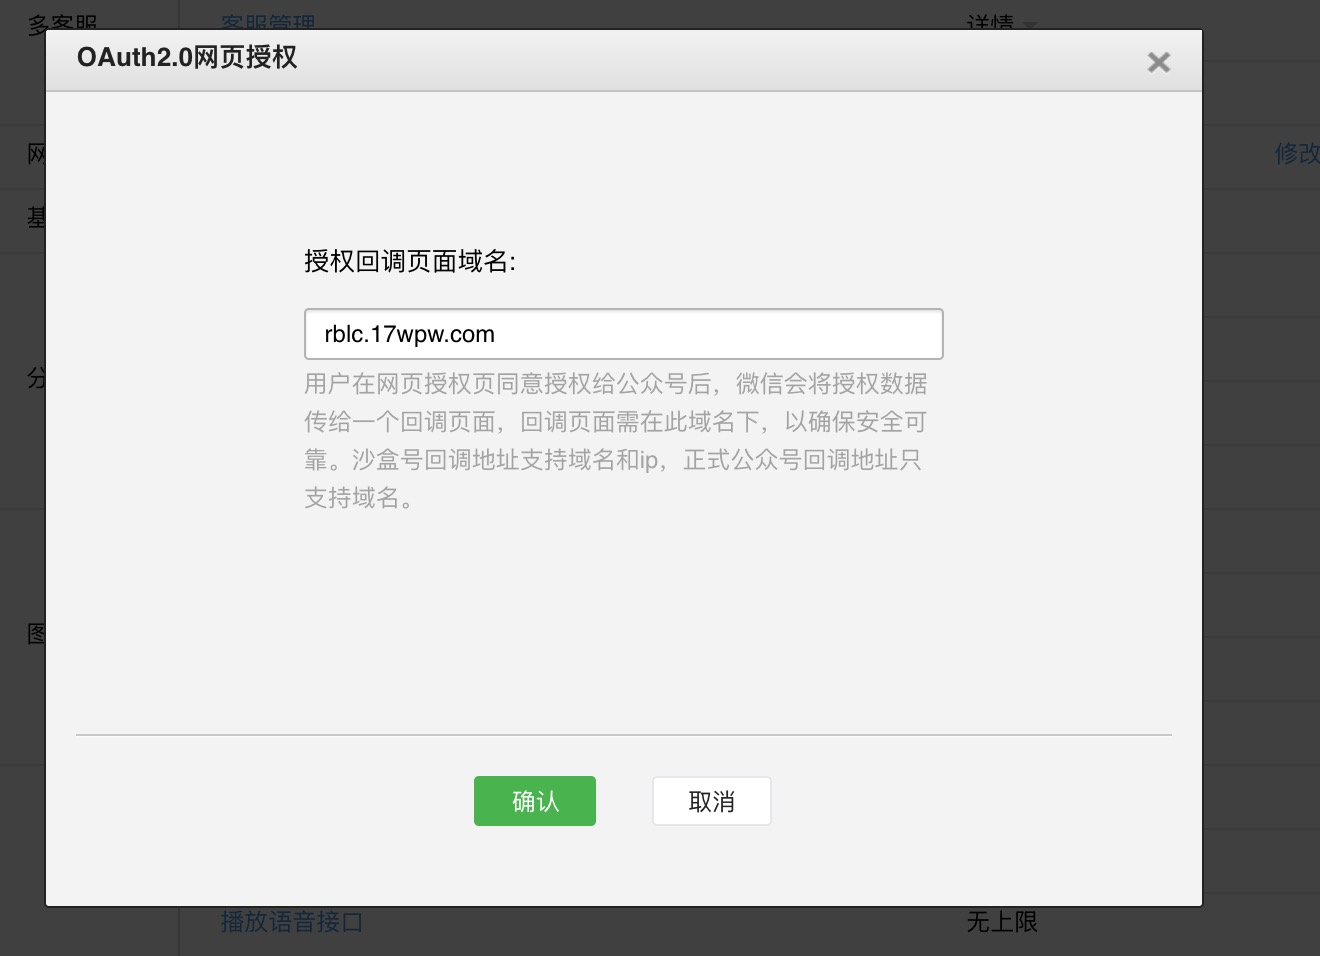 多客服 客服管理 详情
OAuth2.0网页授权
网 修改
基
授权回调页面域名:
rblc.17wpw.com
用户在网页授权页同意授权给公众号后，微信会将授权数据
传给一个回调页面，回调页面需在此域名下，以确保安全可
靠。沙盒号回调地址支持域名和ip，正式公众号回调地址只
支持域名。
分
图
确认 取消
播放语音接口 无上限